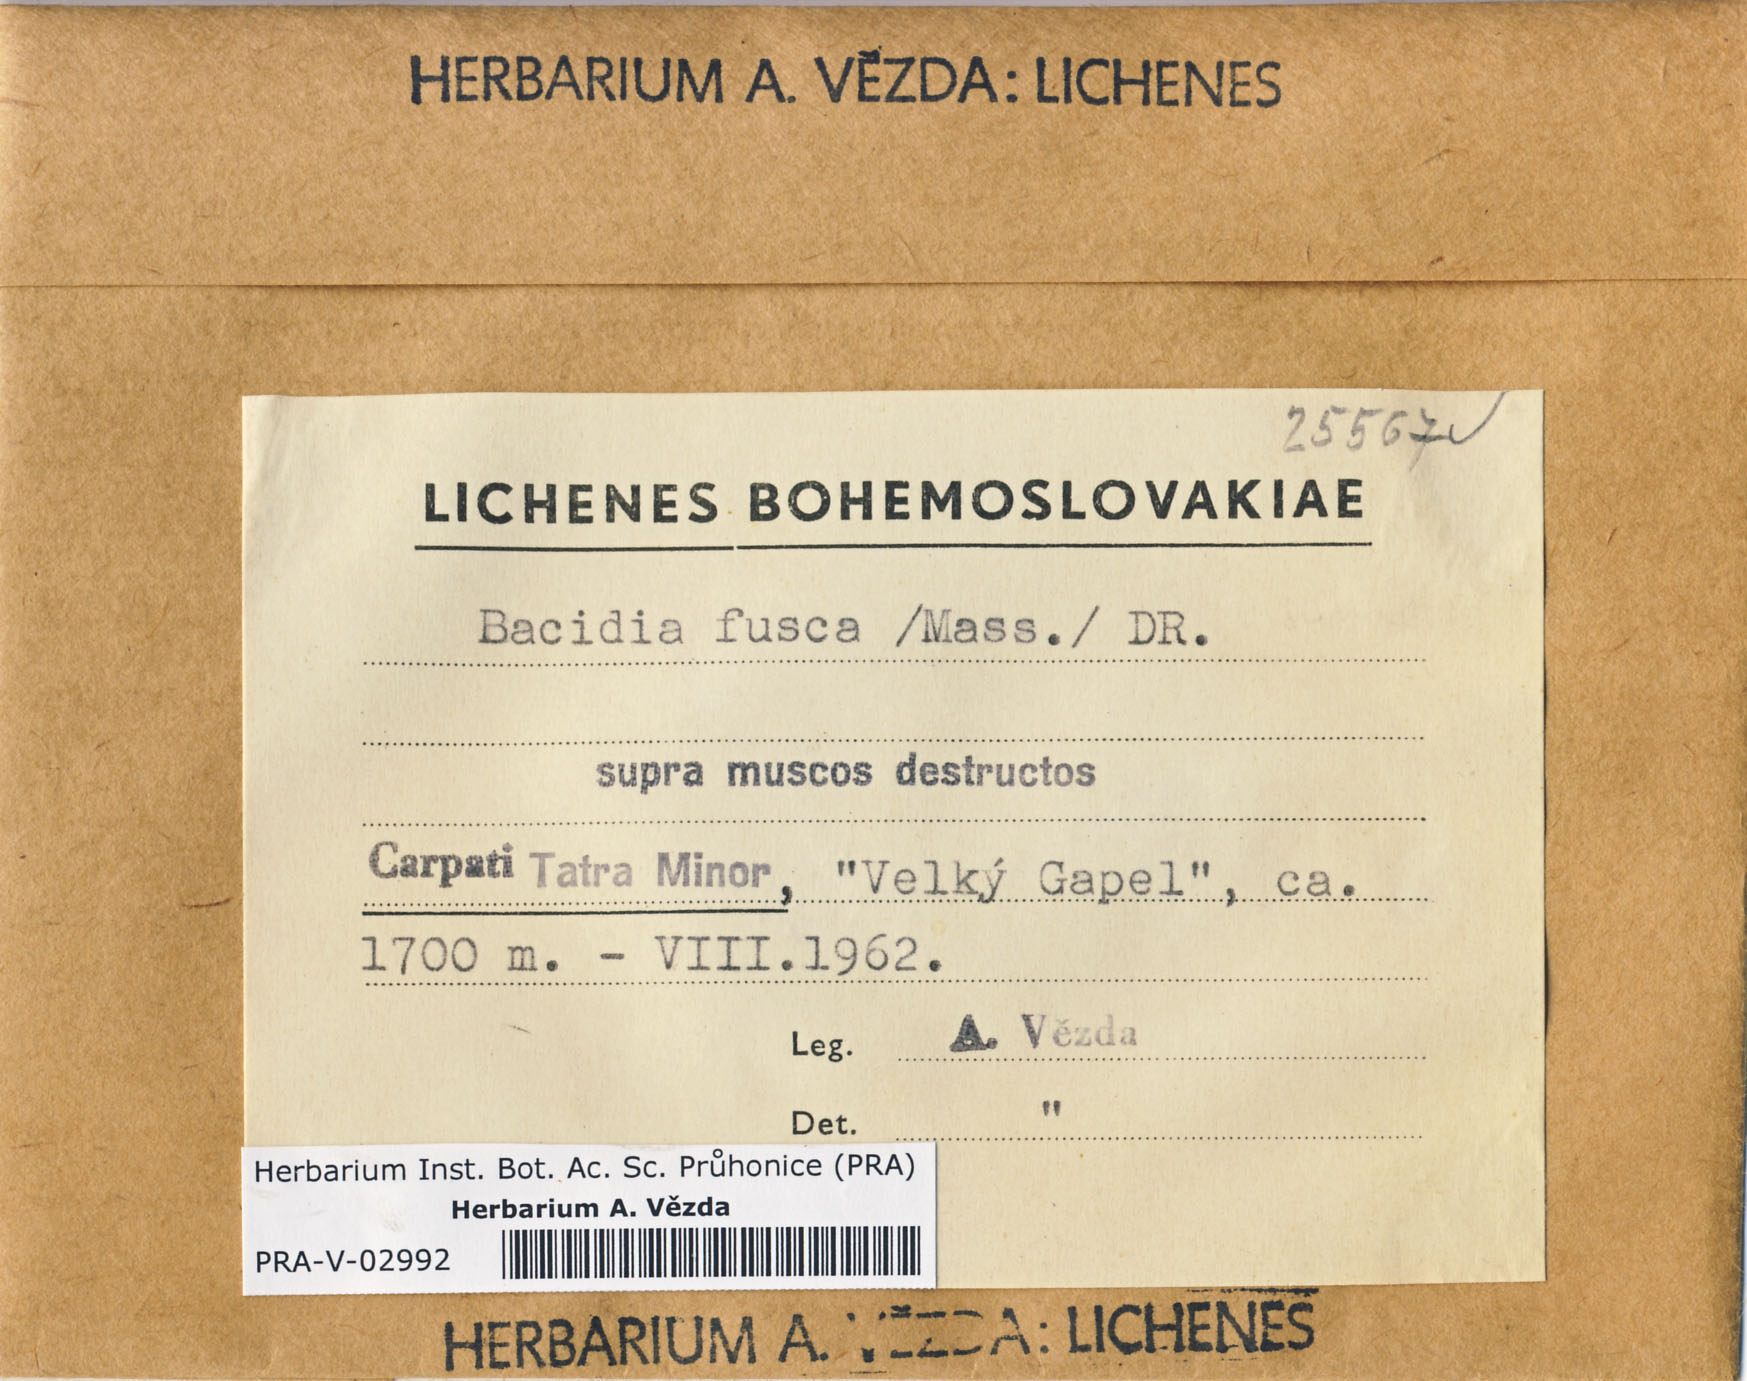 HERBARIUM A. VĚZDA: LICHENES
25567
LICHENES BOHEMOSLOVAKIAE
Bacidia fusca /Mass./ DR.
supra muscos destructos
Carpati Tatra Minor, "Velký Gapel", ca.
1700 m. - VIII.1962.
Leg. A. Vězda
Det. "
Herbarium Inst. Bot. Ac. Sc. Průhonice (PRA)
Herbarium A. Vězda
PRA-V-02992
HERBARIUM A. VĚZDA: LICHENES